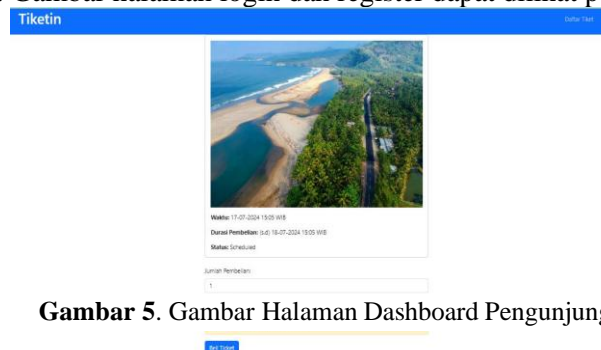 Gambar halaman login dan register dapat dilihat p
Tiketin
Daftar Tiket
Waktu: 17-07-2024 15:05 WIB
Durasi Pembelian: (s.d) 18-07-2024 15:05 WIB
Status: Scheduled
Jumlah Pembelian:
1
Gambar 5. Gambar Halaman Dashboard Pengunjung
Beli Ticket